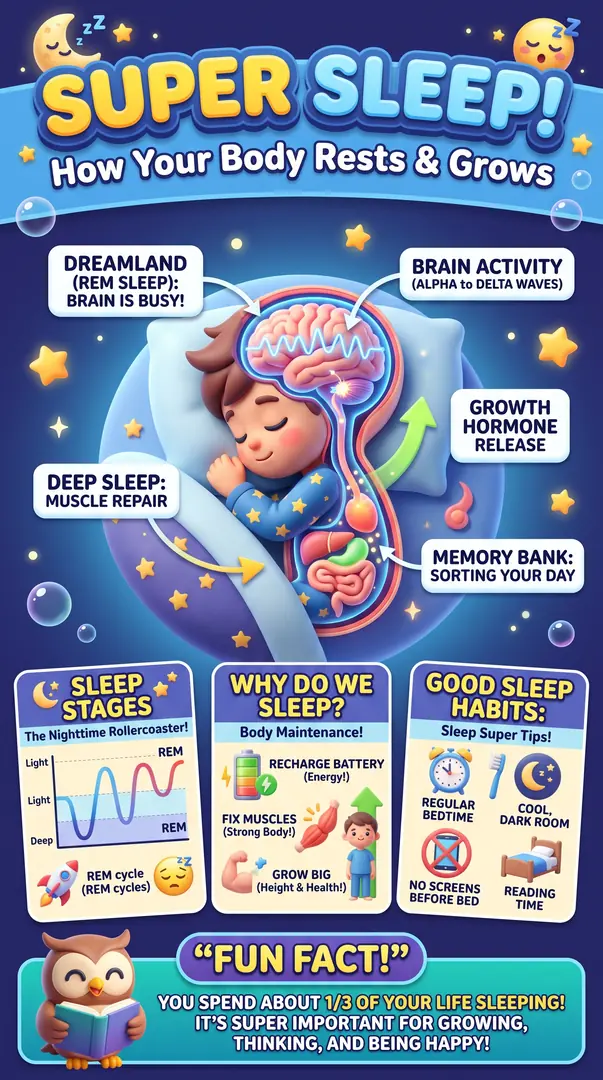 SUPER SLEEP!
How Your Body Rests & Grows
DREAMLAND
(REM SLEEP):
BRAIN IS BUSY!
BRAIN ACTIVITY
(ALPHA to DELTA WAVES)
GROWTH
HORMONE
RELEASE
DEEP SLEEP:
MUSCLE REPAIR
MEMORY BANK:
SORTING YOUR DAY
SLEEP
STAGES
The Nighttime Rollercoaster!
Light
REM
Light
Deep
REM
REM cycle
(REM cycles)
zzz
WHY DO WE
SLEEP?
Body Maintenance!
RECHARGE BATTERY
(Energy!)
FIX MUSCLES
(Strong Body!)
GROW BIG
(Height & Health!)
GOOD SLEEP
HABITS:
Sleep Super Tips!
REGULAR
BEDTIME
COOL,
DARK ROOM
NO SCREENS
BEFORE BED
READING
TIME
"FUN FACT!"
YOU SPEND ABOUT 1/3 OF YOUR LIFE SLEEPING!
IT'S SUPER IMPORTANT FOR GROWING,
THINKING, AND BEING HAPPY!